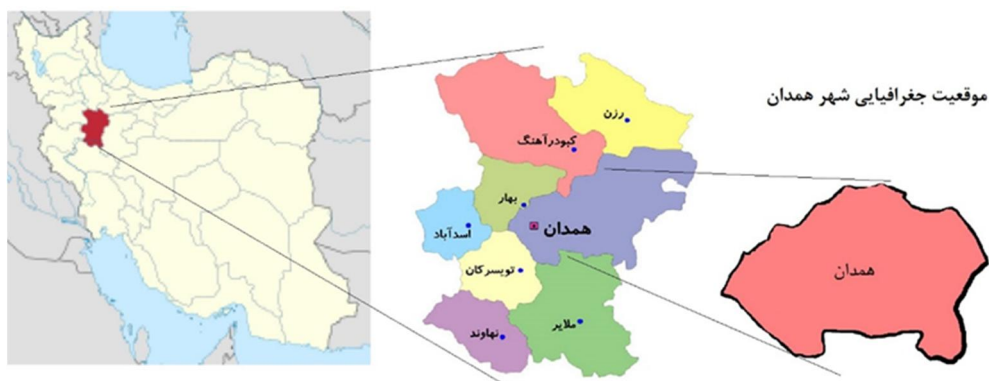 موقعیت جغرافیایی شهر همدان
رزن
کبودرآهنگ
بهار
همدان
اسدآباد
تویسرکان
ملایر
نهاوند
همدان